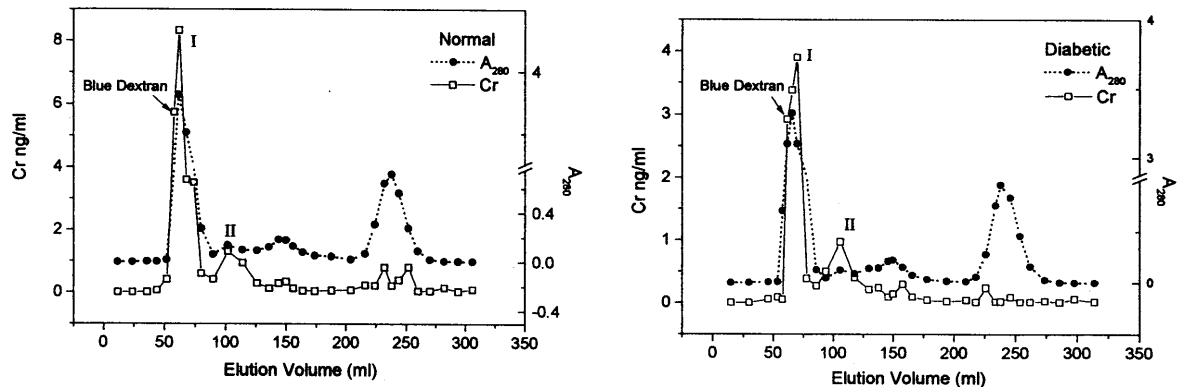 Normal
A280
Cr
Blue Dextran
I
II
Cr ng/ml
8
6
4
2
0
4
0.4
0.0
-0.4
A280
0 50 100 150 200 250 300 350
Elution Volume (ml)
Diabetic
A280
Cr
Blue Dextran
I
II
Cr ng/ml
4
3
2
1
0
4
3
0
A280
0 50 100 150 200 250 300 350
Elution Volume (ml)